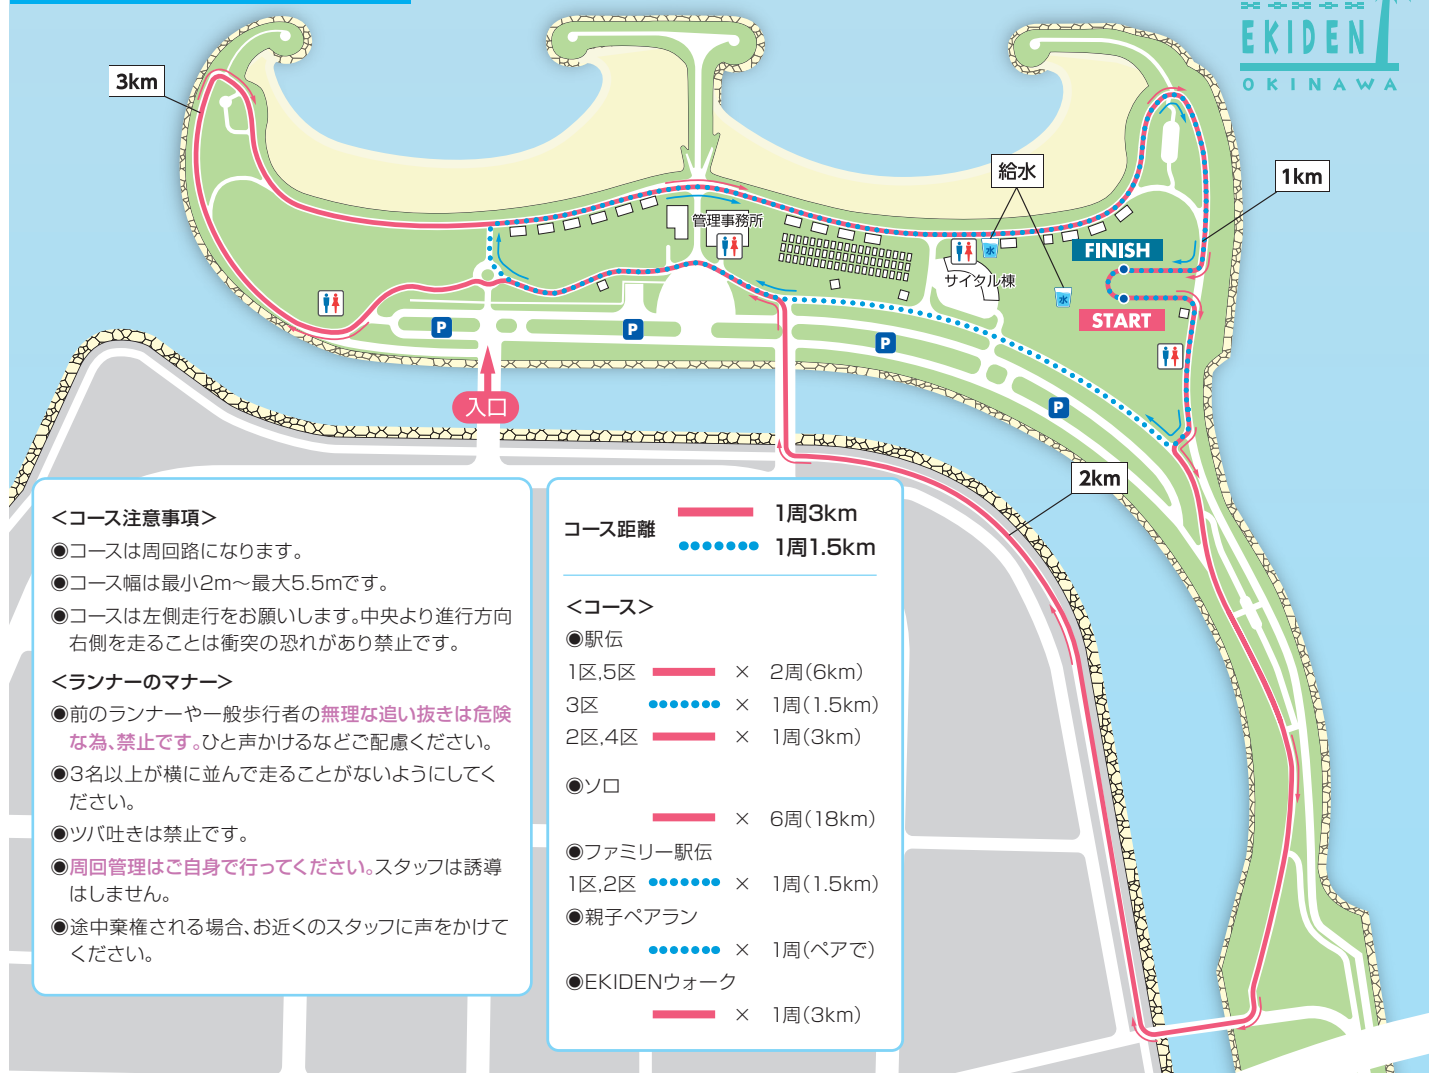 EKIDEN
OKINAWA
3km
給水
1km
管理事務所
水
FINISH
サイクル棟
水
START
P
P
P
P
入口
2km
＜コース注意事項＞
◉コースは周回路になります。
◉コース幅は最小2m～最大5.5mです。
◉コースは左側走行をお願いします。中央より進行方向
右側を走ることは衝突の恐れがあり禁止です。
＜ランナーのマナー＞
◉前のランナーや一般歩行者の無理な追い抜きは危険
な為、禁止です。ひと声かけるなどご配慮ください。
◉3名以上が横に並んで走ることがないようにしてく
ださい。
◉ツバ吐きは禁止です。
◉周回管理はご自身で行ってください。スタッフは誘導
はしません。
◉途中棄権される場合、お近くのスタッフに声をかけて
ください。
コース距離
1周3km
1周1.5km
＜コース＞
◉駅伝
1区,5区 × 2周(6km)
3区 × 1周(1.5km)
2区,4区 × 1周(3km)
◉ソロ
× 6周(18km)
◉ファミリー駅伝
1区,2区 × 1周(1.5km)
◉親子ペアラン
× 1周(ペアで)
◉EKIDENウォーク
× 1周(3km)